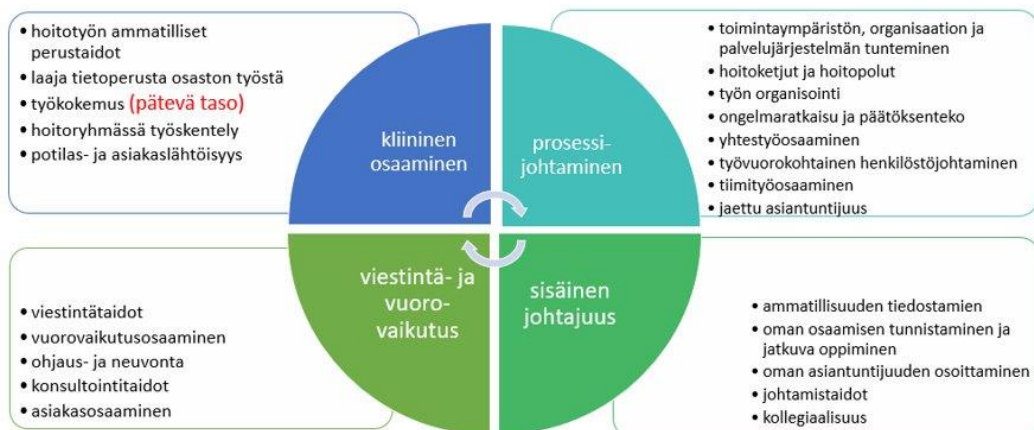 • hoitotyön ammatilliset
perustaidot
• laaja tietoperusta osaston työstä
• työkokemus (pätevä taso)
• hoitoryhmässä työskentely
• potilas- ja asiakaslähtöisyys
kliininen
osaaminen
prosessi-
johtaminen
• toimintaympäristön, organisaation ja
palvelujärjestelmän tunteminen
• hoitoketjut ja hoitopolut
• työn organisointi
• ongelmaratkaisu ja päätöksenteko
• yhtestyöosaaminen
• työvuorokohtainen henkilöstöjohtaminen
• tiimityöosaaminen
• jaettu asiantuntijuus
• viestintätaidot
• vuorovaikutusosaaminen
• ohjaus- ja neuvonta
• konsultointitaidot
• asiakasosaaminen
viestintä- ja
vuoro-
vaikutus
sisäinen
johtajuus
• ammatillisuuden tiedostamien
• oman osaamisen tunnistaminen ja
jatkuva oppiminen
• oman asiantuntijuuden osoittaminen
• johtamistaidot
• kollegiaalisuus